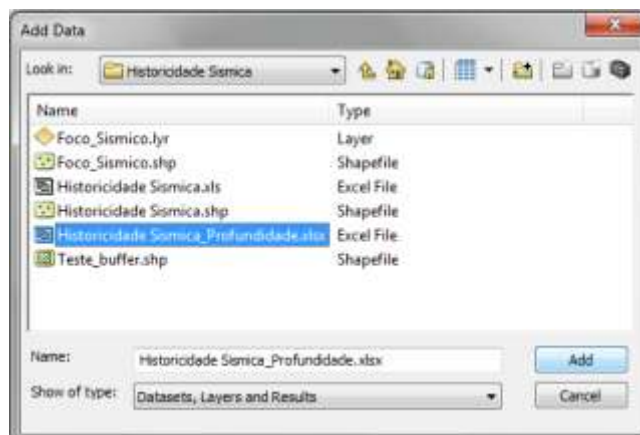 Add Data
Look in: Historicidade Sismica
Name Type
Foco_Sismico.lyr Layer
Foco_Sismico.shp Shapefile
Historicidade Sismica.xls Excel File
Historicidade Sismica.shp Shapefile
Historicidade Sismica_Profundidade.xlsx Excel File
Teste_buffer.shp Shapefile
Name: Historicidade Sismica_Profundidade.xlsx Add
Show of type: Datasets, Layers and Results Cancel